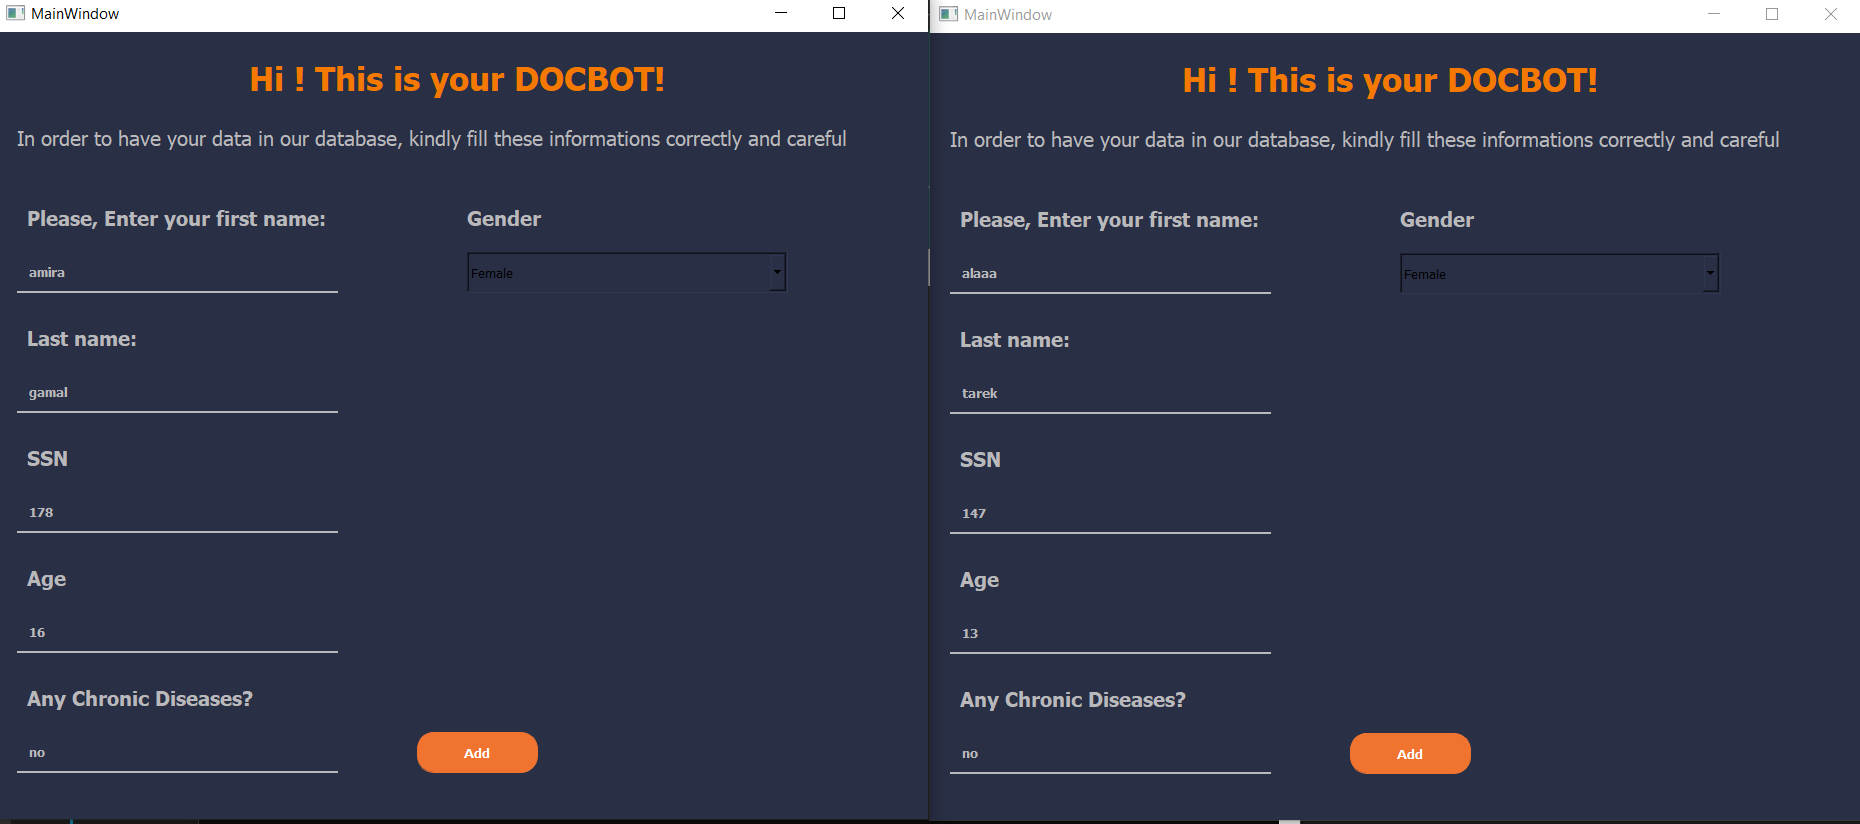 MainWindow
Hi ! This is your DOCBOT!
In order to have your data in our database, kindly fill these informations correctly and careful
Please, Enter your first name:
Gender
amira
Female
Last name:
gamal
SSN
178
Age
16
Any Chronic Diseases?
no
Add
MainWindow
Hi ! This is your DOCBOT!
In order to have your data in our database, kindly fill these informations correctly and careful
Please, Enter your first name:
Gender
alaaa
Female
Last name:
tarek
SSN
147
Age
13
Any Chronic Diseases?
no
Add